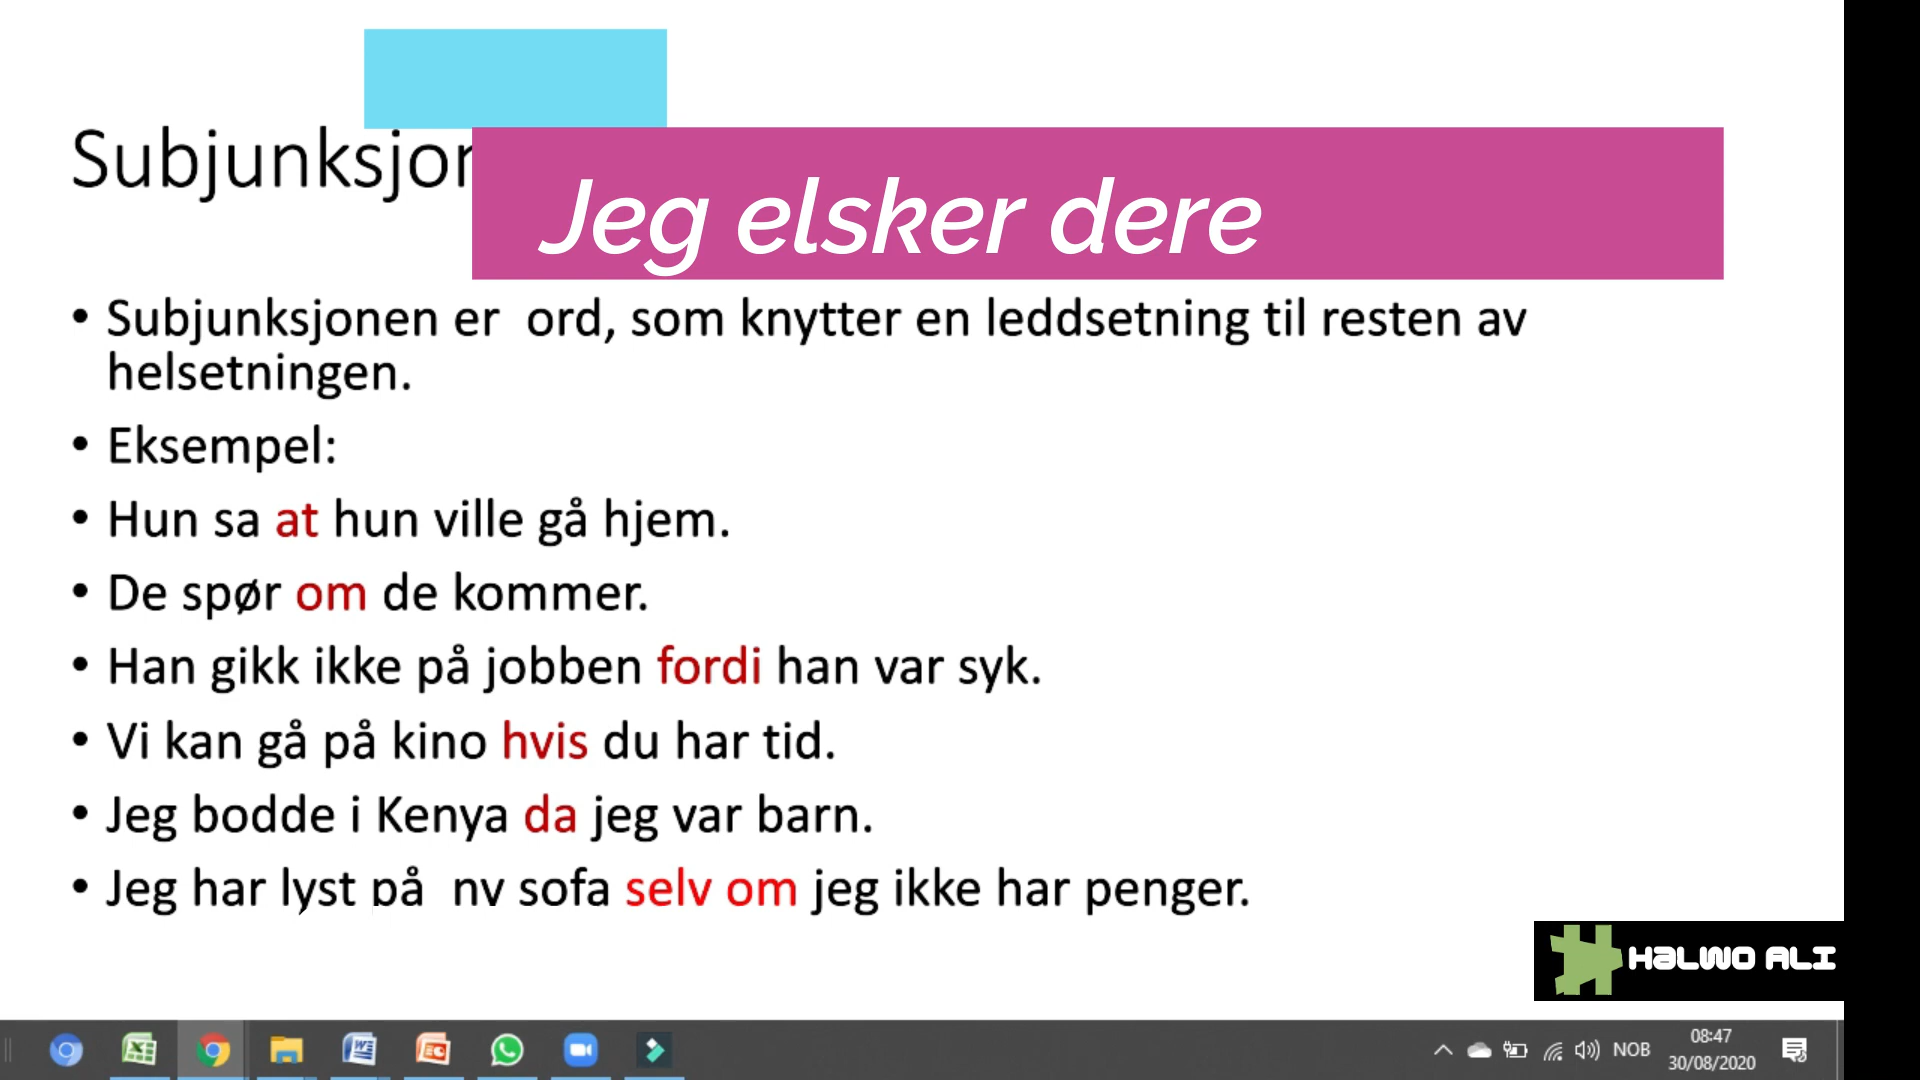 Subjunksjon
Jeg elsker dere
• Subjunksjonen er ord, som knytter en leddsetning til resten av
helsetningen.
• Eksempel:
• Hun sa at hun ville gå hjem.
• De spør om de kommer.
• Han gikk ikke på jobben fordi han var syk.
• Vi kan gå på kino hvis du har tid.
• Jeg bodde i Kenya da jeg var barn.
• Jeg har lyst på ny sofa selv om jeg ikke har penger.
HALWO ALI
NOB
08:47
30/08/2020